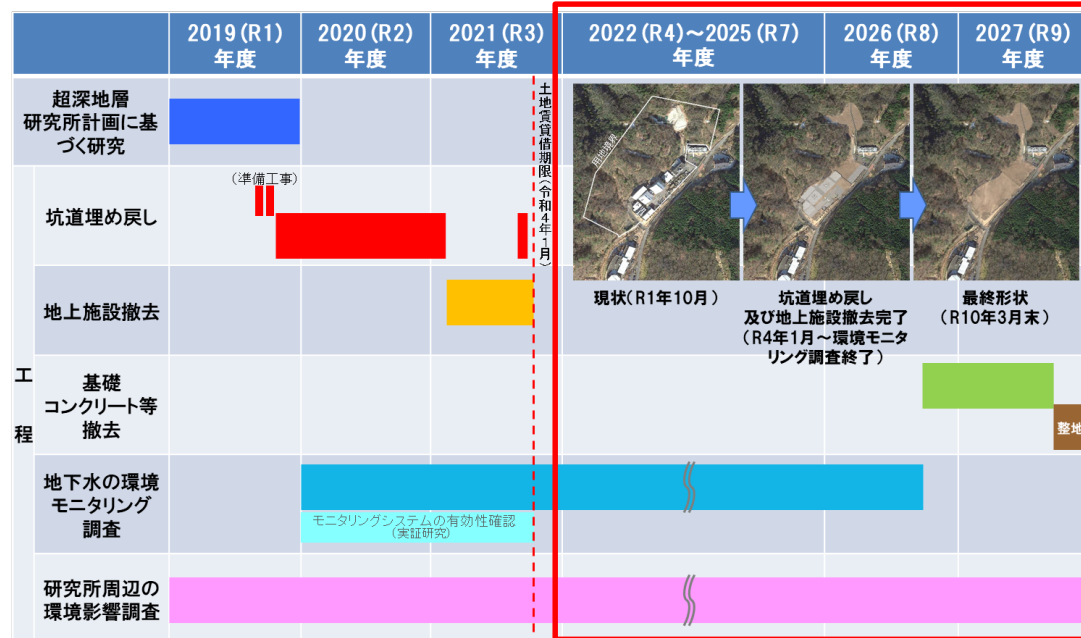 2019(R1)
年度
2020(R2)
年度
2021(R3)
年度
2022(R4)～2025(R7)
年度
2026(R8)
年度
2027(R9)
年度
超深地層
研究所計画に基
づく研究
土地賃貸借期限(令和4年1月)
用地境界
工程
坑道埋め戻し
(準備工事)
現状(R1年10月)
坑道埋め戻し
及び地上施設撤去完了
(R4年1月～環境モニタ
リング調査終了)
最終形状
(R10年3月末)
地上施設撤去
基礎
コンクリート等
撤去
整地
地下水の環境
モニタリング
調査
モニタリングシステムの有効性確認
(実証研究)
研究所周辺の
環境影響調査